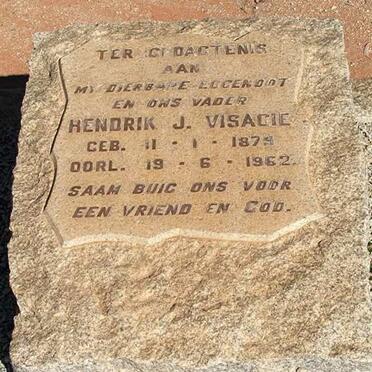 TER GEDAGTENIS
AAN
MY DIERBARE EGGENOOT
EN ONS VADER
HENDRIK J. VISAGIE.
GEB. 11-1-1879
OORL. 19-6-1962
SAAM BUIG ONS VOOR
EEN VRIEND EN GOD.